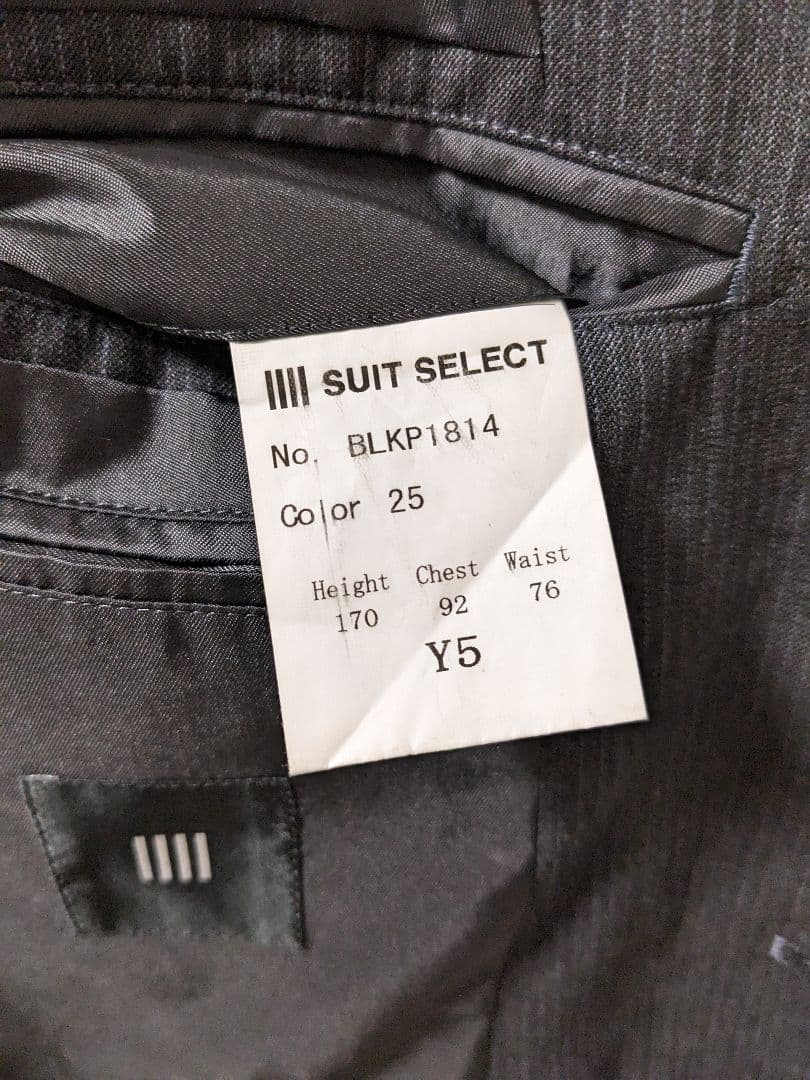 SUIT SELECT
No. BLKP1814
Color 25
Height Chest Waist
170 92 76
Y5